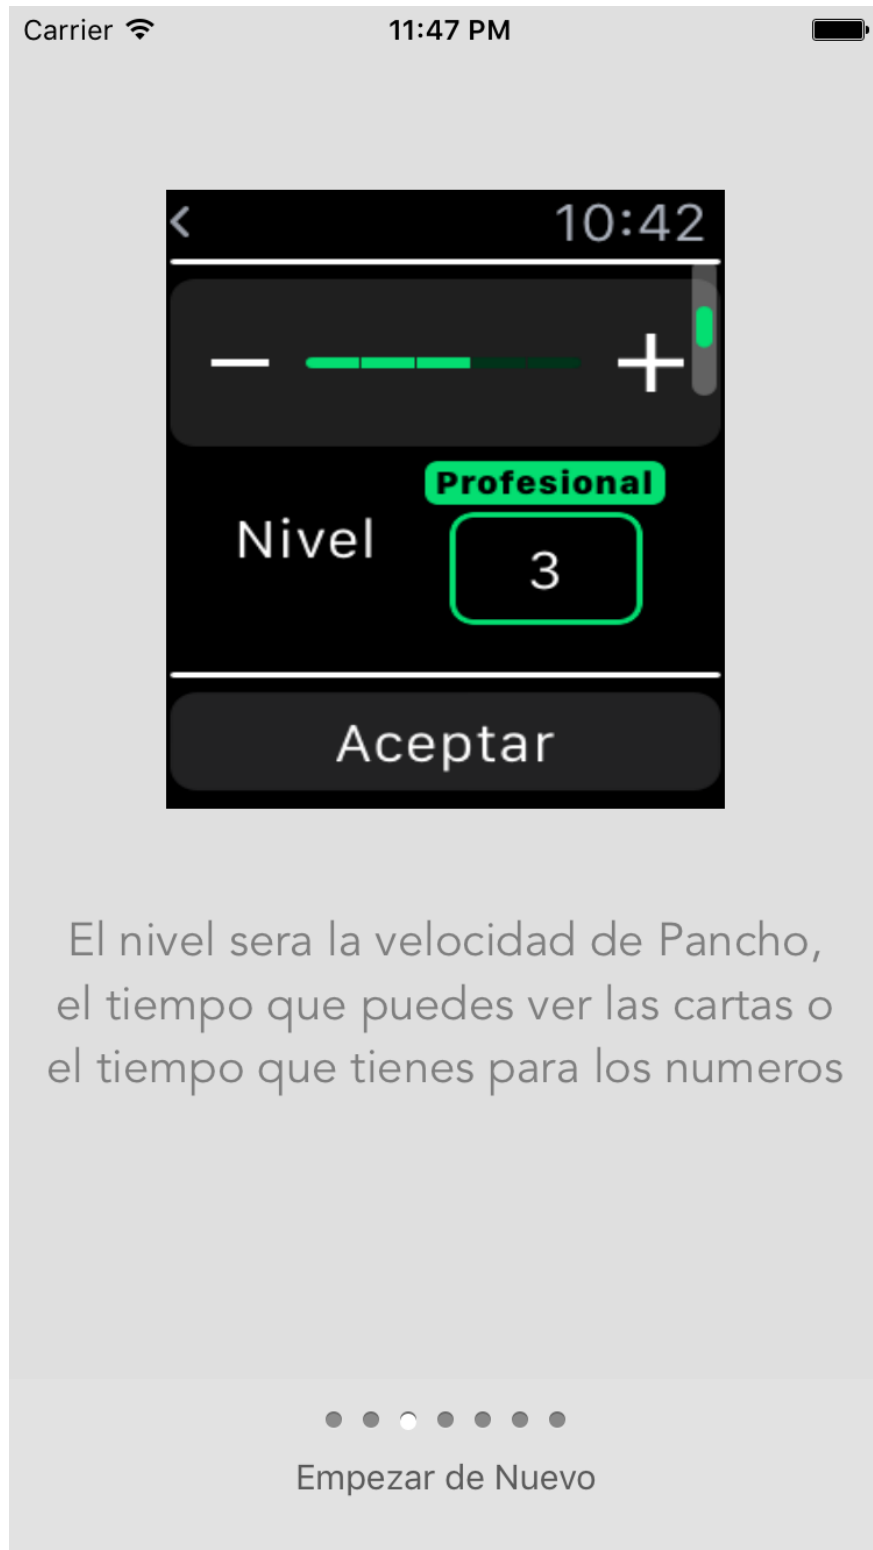 Carrier 11:47 PM
10:42
Profesional
Nivel
3
Aceptar
El nivel sera la velocidad de Pancho,
el tiempo que puedes ver las cartas o
el tiempo que tienes para los numeros
Empezar de Nuevo